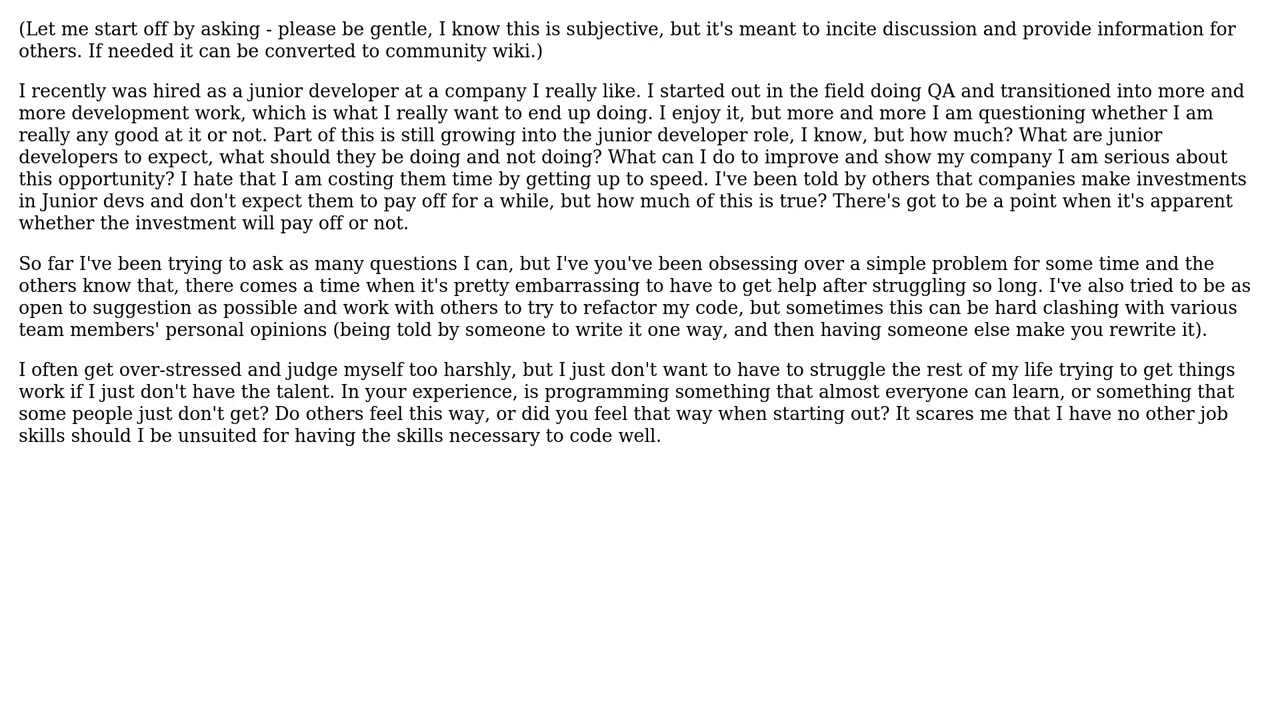 (Let me start off by asking - please be gentle, I know this is subjective, but it's meant to incite discussion and provide information for
others. If needed it can be converted to community wiki.)
I recently was hired as a junior developer at a company I really like. I started out in the field doing QA and transitioned into more and
more development work, which is what I really want to end up doing. I enjoy it, but more and more I am questioning whether I am
really any good at it or not. Part of this is still growing into the junior developer role, I know, but how much? What are junior
developers to expect, what should they be doing and not doing? What can I do to improve and show my company I am serious about
this opportunity? I hate that I am costing them time by getting up to speed. I've been told by others that companies make investments
in Junior devs and don't expect them to pay off for a while, but how much of this is true? There's got to be a point when it's apparent
whether the investment will pay off or not.
So far I've been trying to ask as many questions I can, but I've you've been obsessing over a simple problem for some time and the
others know that, there comes a time when it's pretty embarrassing to have to get help after struggling so long. I've also tried to be as
open to suggestion as possible and work with others to try to refactor my code, but sometimes this can be hard clashing with various
team members' personal opinions (being told by someone to write it one way, and then having someone else make you rewrite it).
I often get over-stressed and judge myself too harshly, but I just don't want to have to struggle the rest of my life trying to get things
work if I just don't have the talent. In your experience, is programming something that almost everyone can learn, or something that
some people just don't get? Do others feel this way, or did you feel that way when starting out? It scares me that I have no other job
skills should I be unsuited for having the skills necessary to code well.